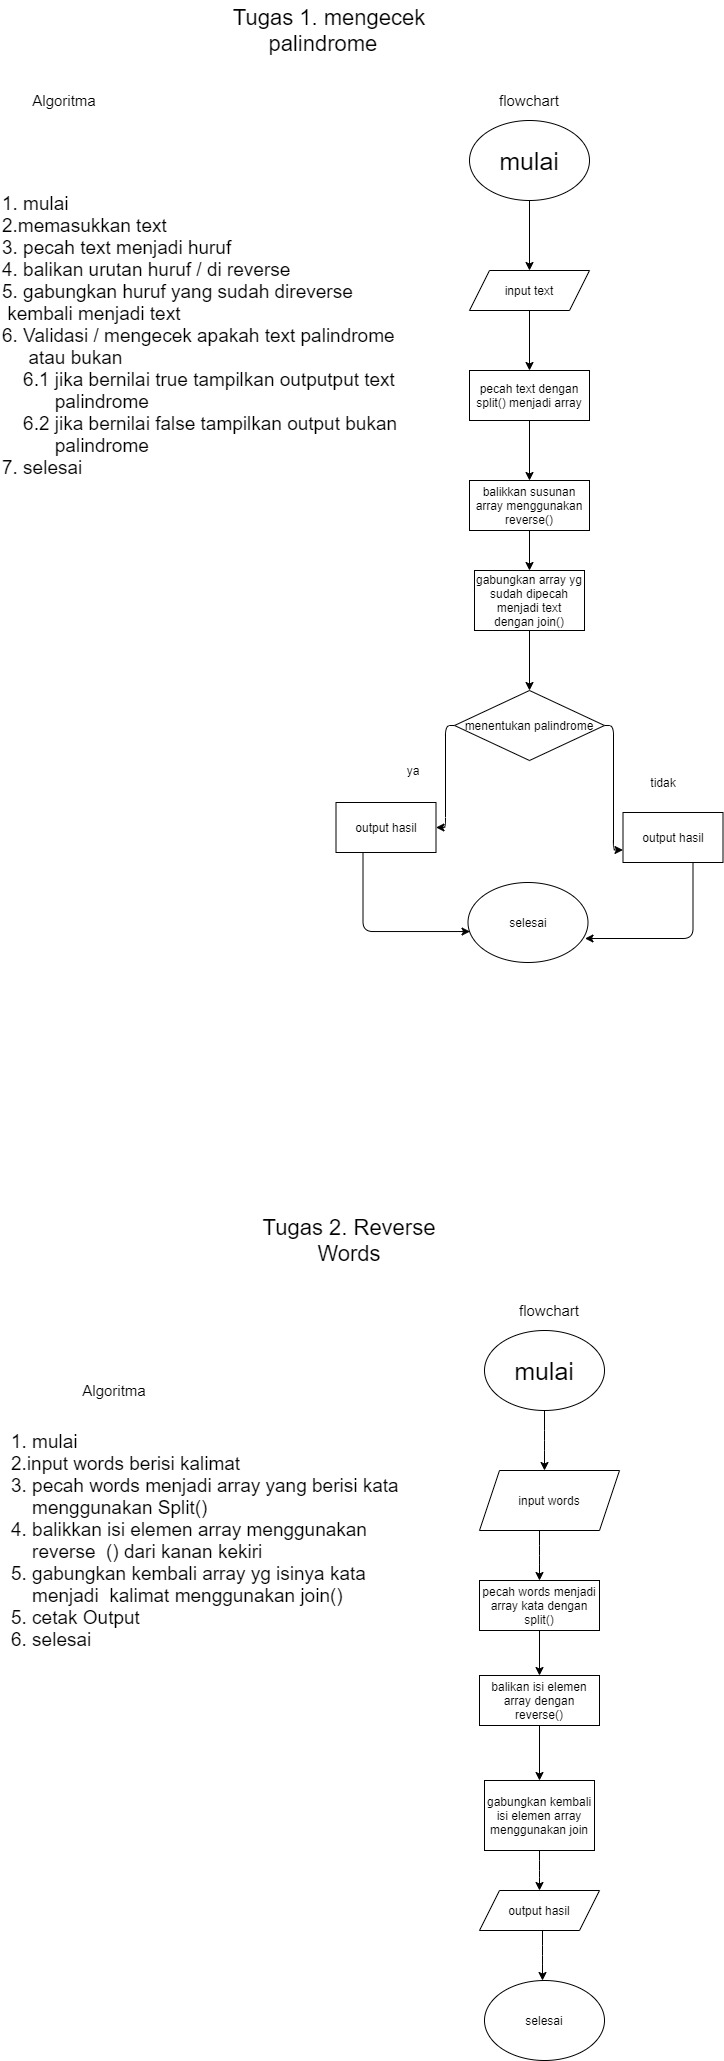 Tugas 1. mengecek
palindrome
Algoritma
1. mulai
2.memasukkan text
3. pecah text menjadi huruf
4. balikan urutan huruf / di reverse
5. gabungkan huruf yang sudah direverse
kembali menjadi text
6. Validasi / mengecek apakah text palindrome
atau bukan
6.1 jika bernilai true tampilkan outputput text
palindrome
6.2 jika bernilai false tampilkan output bukan
palindrome
7. selesai
flowchart
mulai
input text
pecah text dengan
split() menjadi array
balikkan susunan
array menggunakan
reverse()
gabungkan array yg
sudah dipecah
menjadi text
dengan join()
menentukan palindrome
ya
tidak
output hasil
output hasil
selesai
Tugas 2. Reverse
Words
Algoritma
1. mulai
2.input words berisi kalimat
3. pecah words menjadi array yang berisi kata
menggunakan Split()
4. balikkan isi elemen array menggunakan
reverse  () dari kanan kekiri
5. gabungkan kembali array yg isinya kata
menjadi  kalimat menggunakan join()
5. cetak Output
6. selesai
flowchart
mulai
input words
pecah words menjadi
array kata dengan
split()
balikan isi elemen
array dengan
reverse()
gabungkan kembali
isi elemen array
menggunakan join
output hasil
selesai